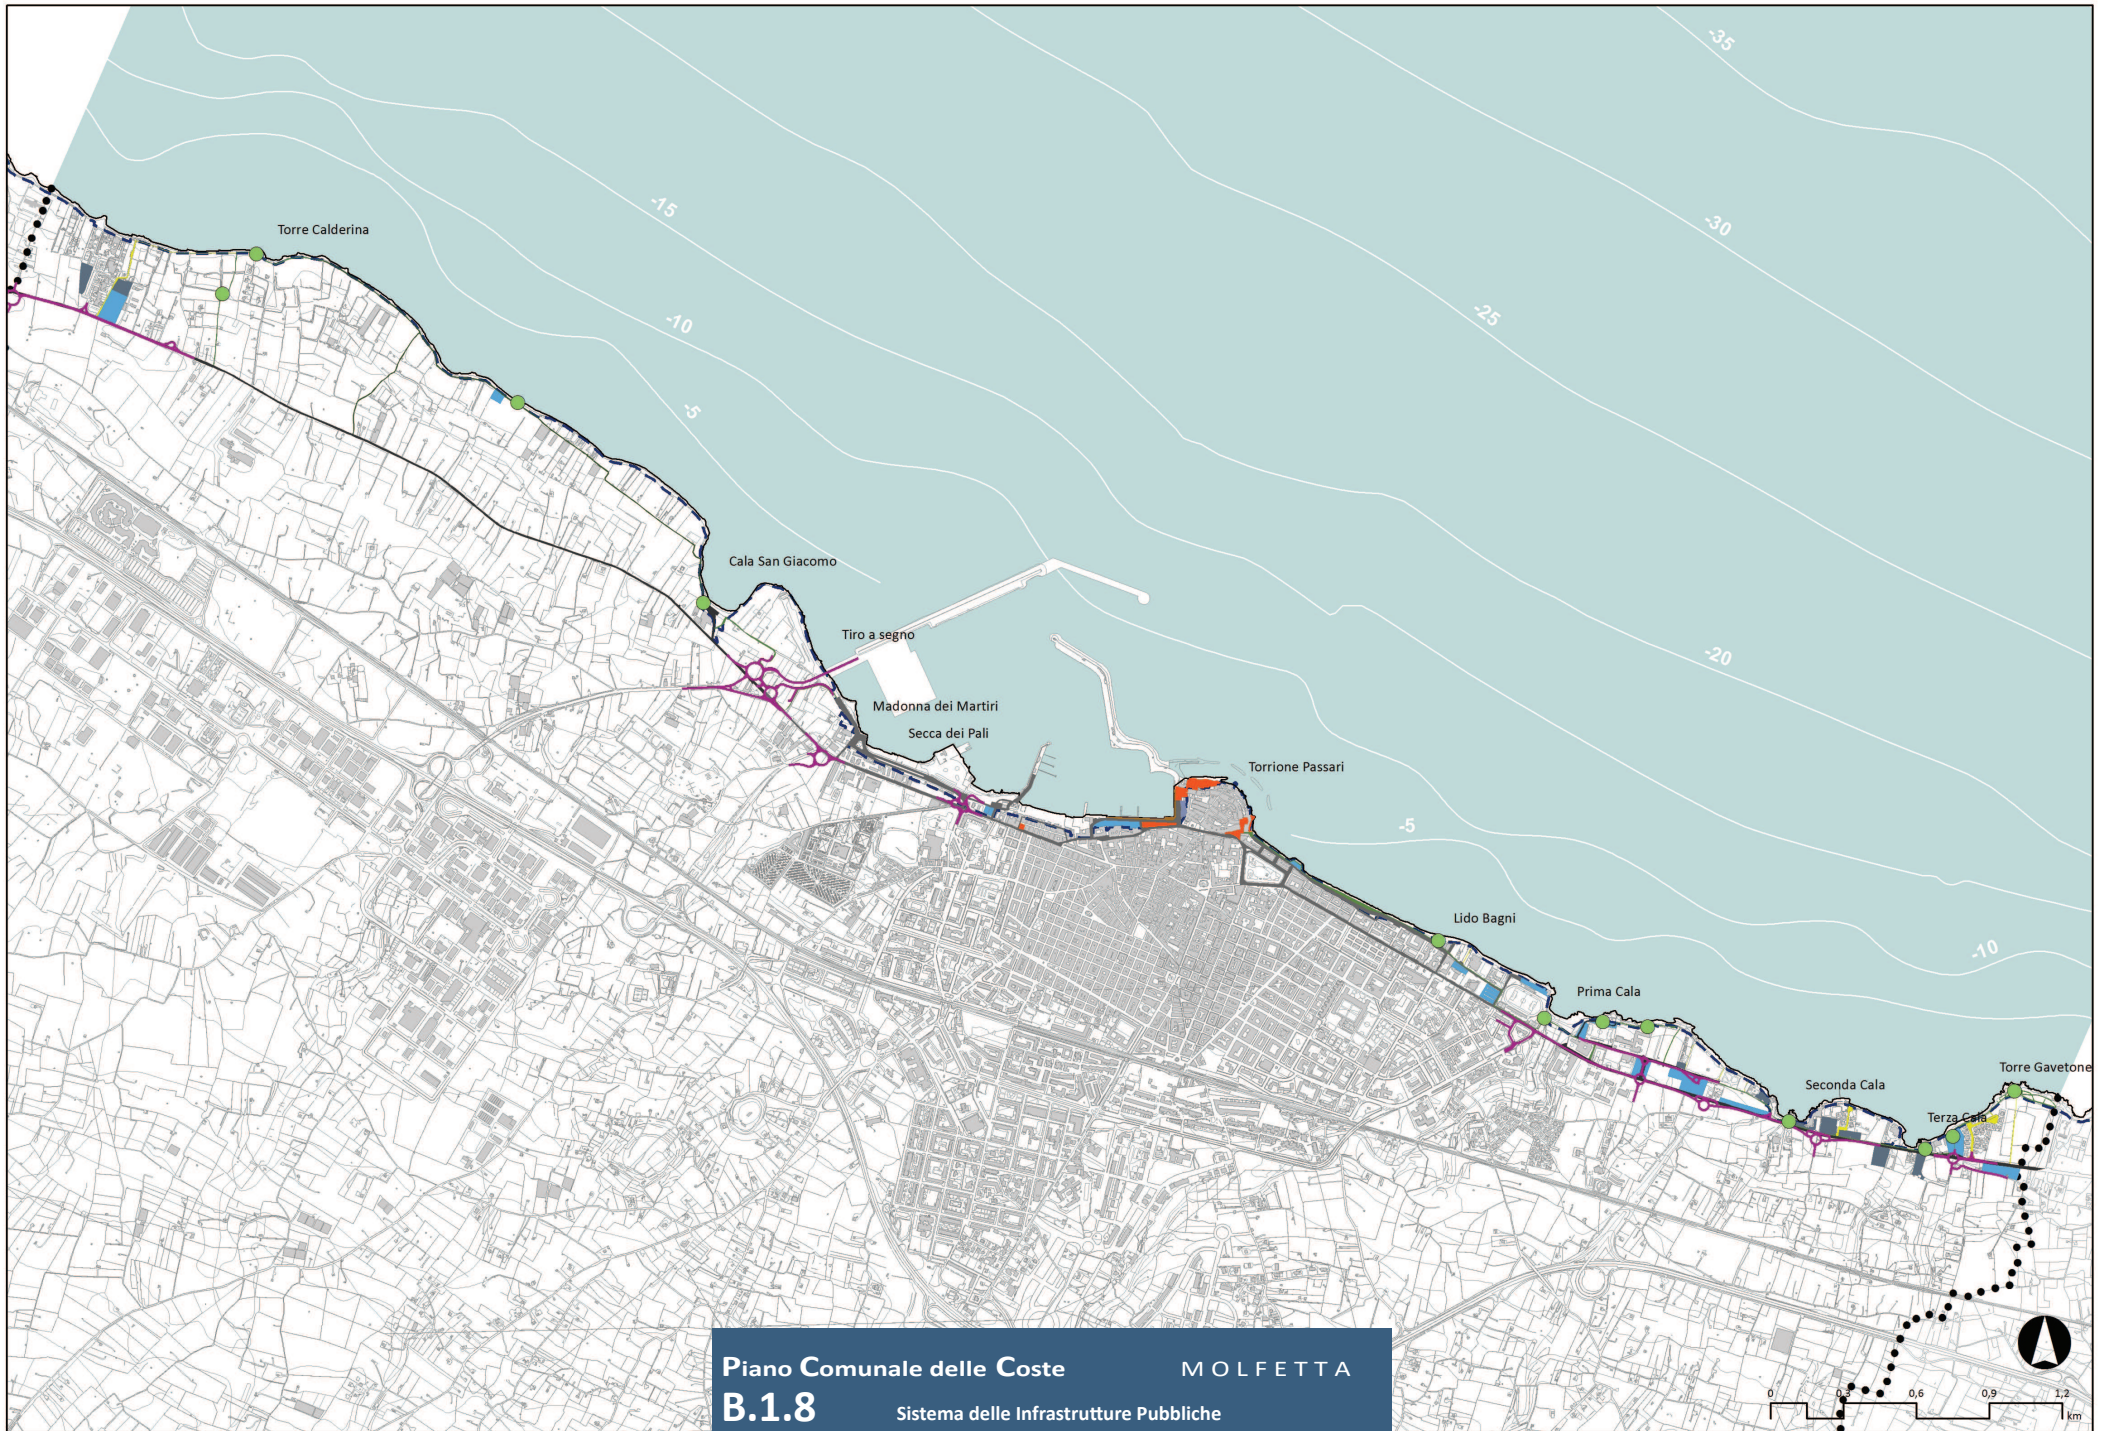 -35
-15
-30
Torre Calderina
-10
-25
-5
Cala San Giacomo
Tiro a segno
-20
Madonna dei Martiri
Secca dei Pali
Torrione Passari
-5
Lido Bagni
-10
Prima Cala
Torre Gavetone
Seconda Cala
Terza Cala
Piano Comunale delle Coste MOLFETTA
B.1.8 Sistema delle Infrastrutture Pubbliche
0 0,3 0,6 0,9 1,2
km